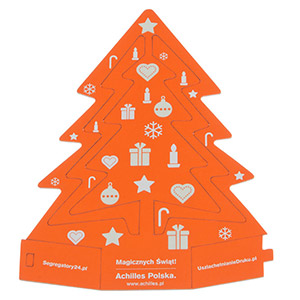 Segregatory24.pl
Magicznych Świąt!
Achilles Polska.
www.achilles.pl
UszlachetnianieDruku.pl